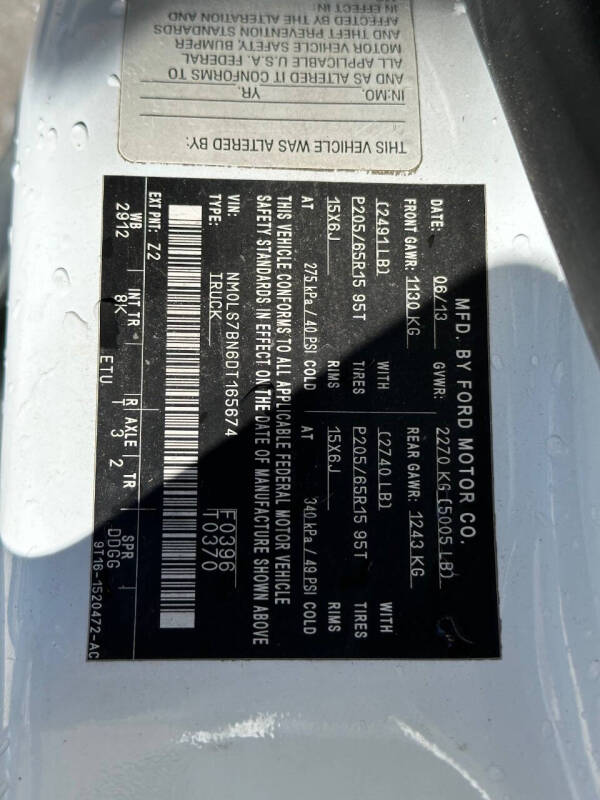 MFD. BY FORD MOTOR CO.
DATE: 06/13 GVWR: 2270 KG (5005 LB)
FRONT GAWR: 1130 KG REAR GAWR: 1243 KG
(2491LB) WITH (2740LB) WITH
P205/65R15 95T TIRES P205/65R15 95T TIRES
15X6J RIMS 15X6J RIMS
AT 275 kPa / 40 PSI COLD AT 340 kPa / 49 PSI COLD
THIS VEHICLE CONFORMS TO ALL APPLICABLE FEDERAL MOTOR VEHICLE
SAFETY STANDARDS IN EFFECT ON THE DATE OF MANUFACTURE SHOWN ABOVE
VIN: NM0LS7BN6DT165674 F0396
TYPE: TRUCK T0370
EXT PNT: Z2
WB INT TR R AXLE TR SPR
2912 8K 3 2 DDGG
ETU 9T16-1520472-AC
THIS VEHICLE WAS ALTERED BY:
IN:MO. YR.
AND AS ALTERED IT CONFORMS TO
ALL APPLICABLE U.S.A. FEDERAL
MOTOR VEHICLE SAFETY, BUMPER
AND THEFT PREVENTION STANDARDS
AFFECTED BY THE ALTERATION AND
IN EFFECT IN